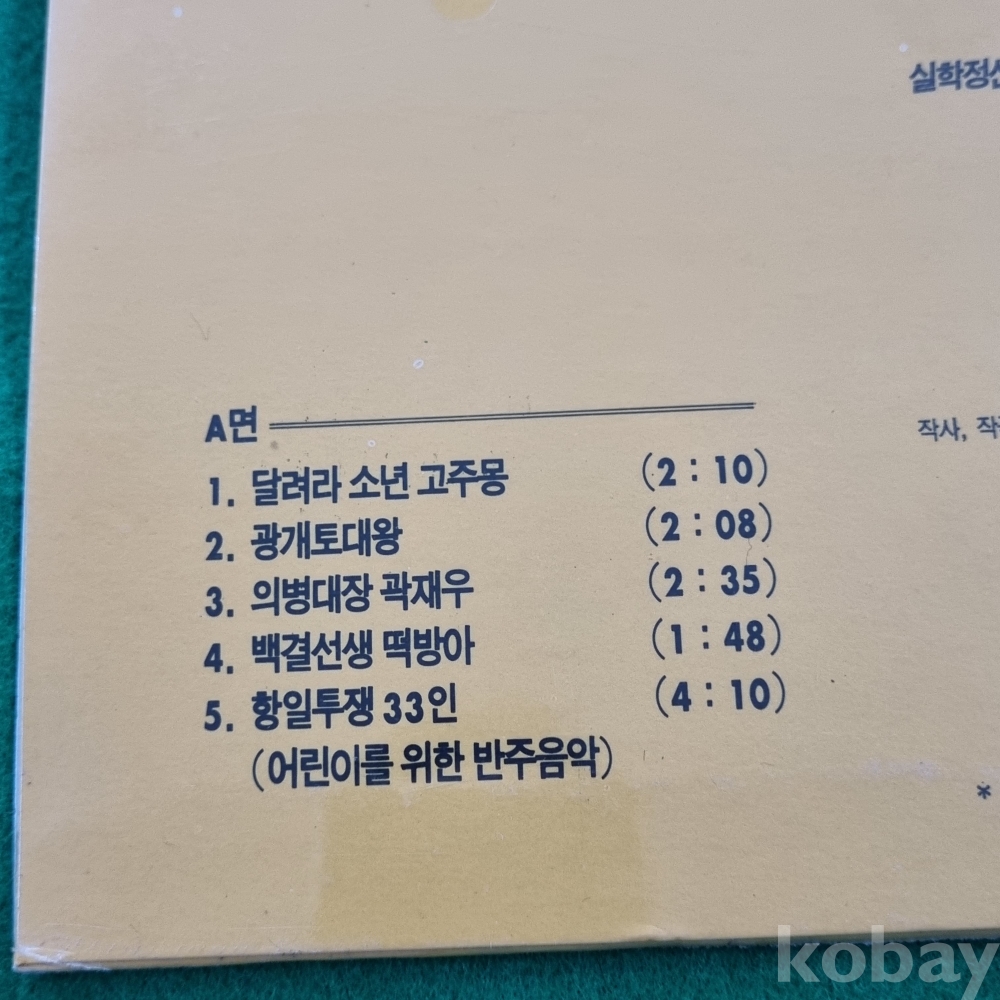 실학정신
A면
1. 달려라 소년 고주몽 (2 : 10)
2. 광개토대왕 (2 : 08)
3. 의병대장 곽재우 (2 : 35)
4. 백결선생 떡방아 (1 : 48)
5. 항일투쟁 33인 (4 : 10)
(어린이를 위한 반주음악)
작사,
*
kobay